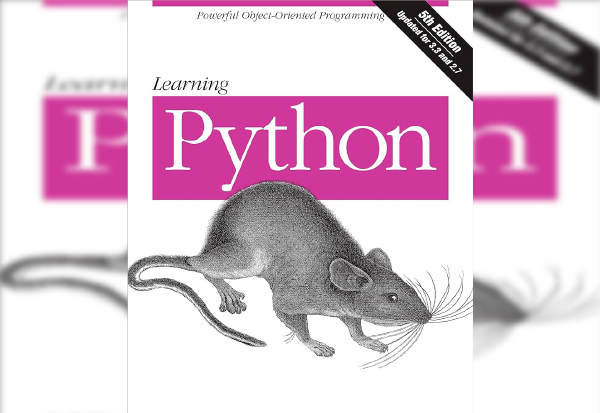 Powerful Object-Oriented Programming
5th Edition
Updated for 3.3 and 2.7
Learning
Python